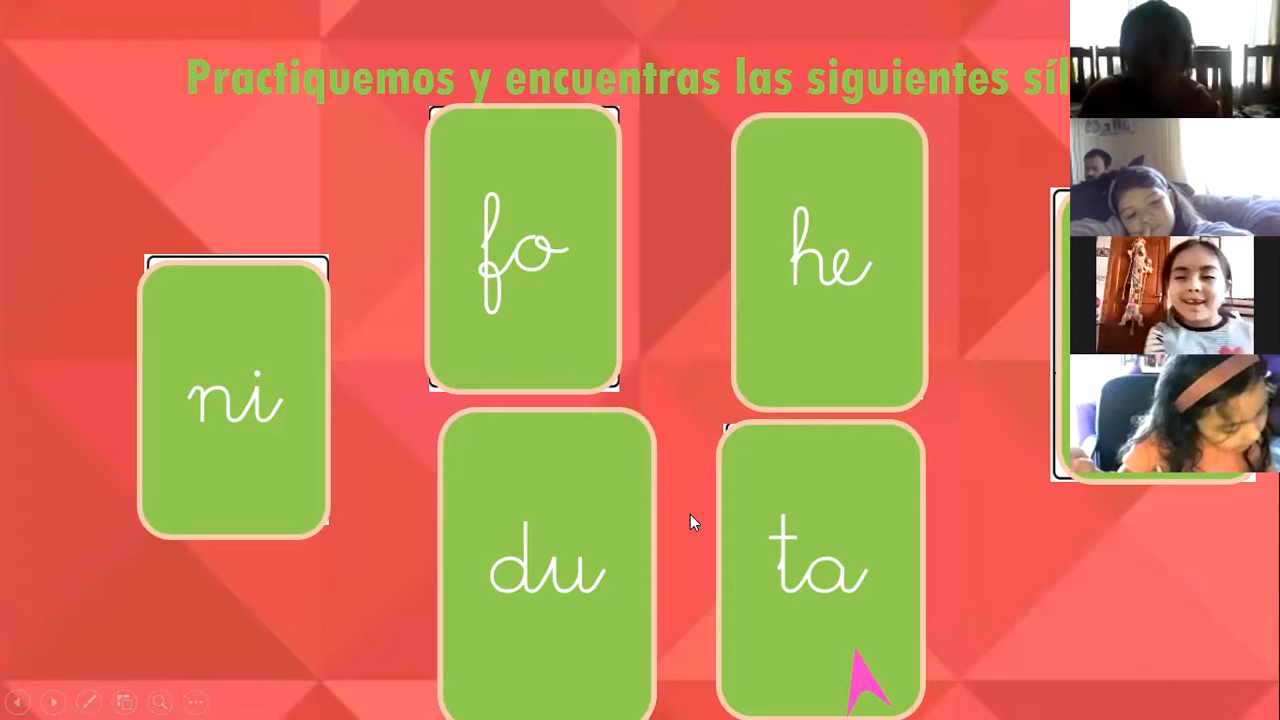 Practiquemos y encuentras las siguientes síl
fo
he
ni
du
ta